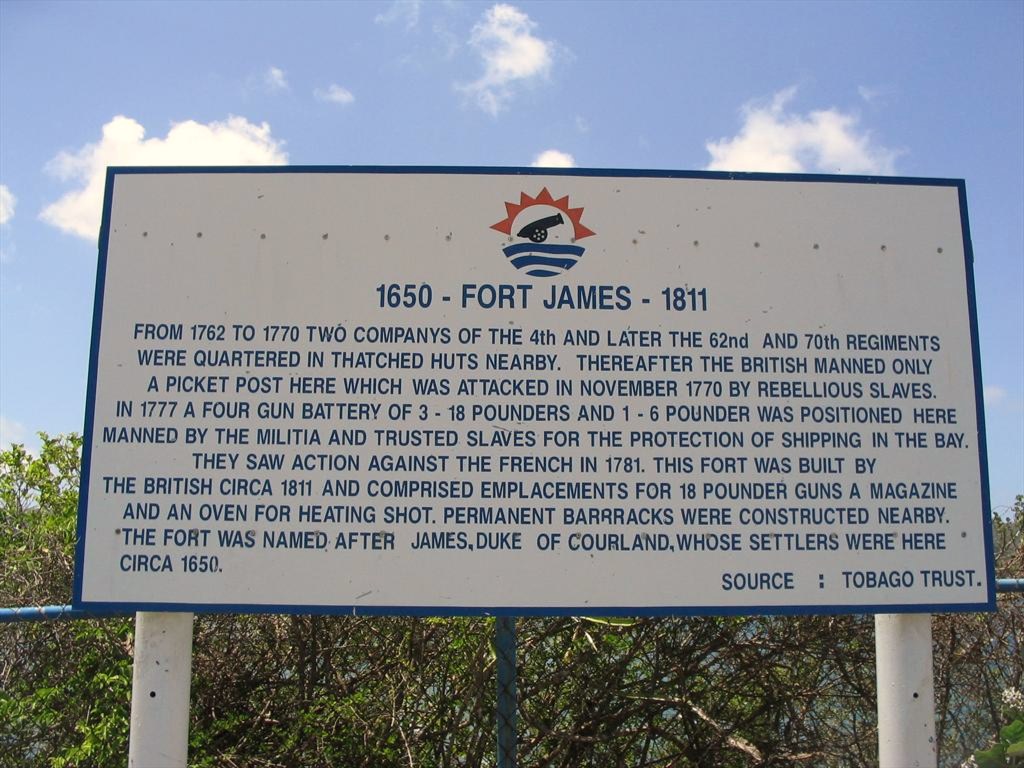 1650 - FORT JAMES - 1811
FROM 1762 TO 1770 TWO COMPANYS OF THE 4th AND LATER THE 62nd AND 70th REGIMENTS
WERE QUARTERED IN THATCHED HUTS NEARBY. THEREAFTER THE BRITISH MANNED ONLY
A PICKET POST HERE WHICH WAS ATTACKED IN NOVEMBER 1770 BY REBELLIOUS SLAVES.
IN 1777 A FOUR GUN BATTERY OF 3 - 18 POUNDERS AND 1 - 6 POUNDER WAS POSITIONED HERE
MANNED BY THE MILITIA AND TRUSTED SLAVES FOR THE PROTECTION OF SHIPPING IN THE BAY.
THEY SAW ACTION AGAINST THE FRENCH IN 1781. THIS FORT WAS BUILT BY
THE BRITISH CIRCA 1811 AND COMPRISED EMPLACEMENTS FOR 18 POUNDER GUNS A MAGAZINE
AND AN OVEN FOR HEATING SHOT. PERMANENT BARRRACKS WERE CONSTRUCTED NEARBY.
THE FORT WAS NAMED AFTER JAMES, DUKE OF COURLAND, WHOSE SETTLERS WERE HERE
CIRCA 1650.
SOURCE : TOBAGO TRUST.